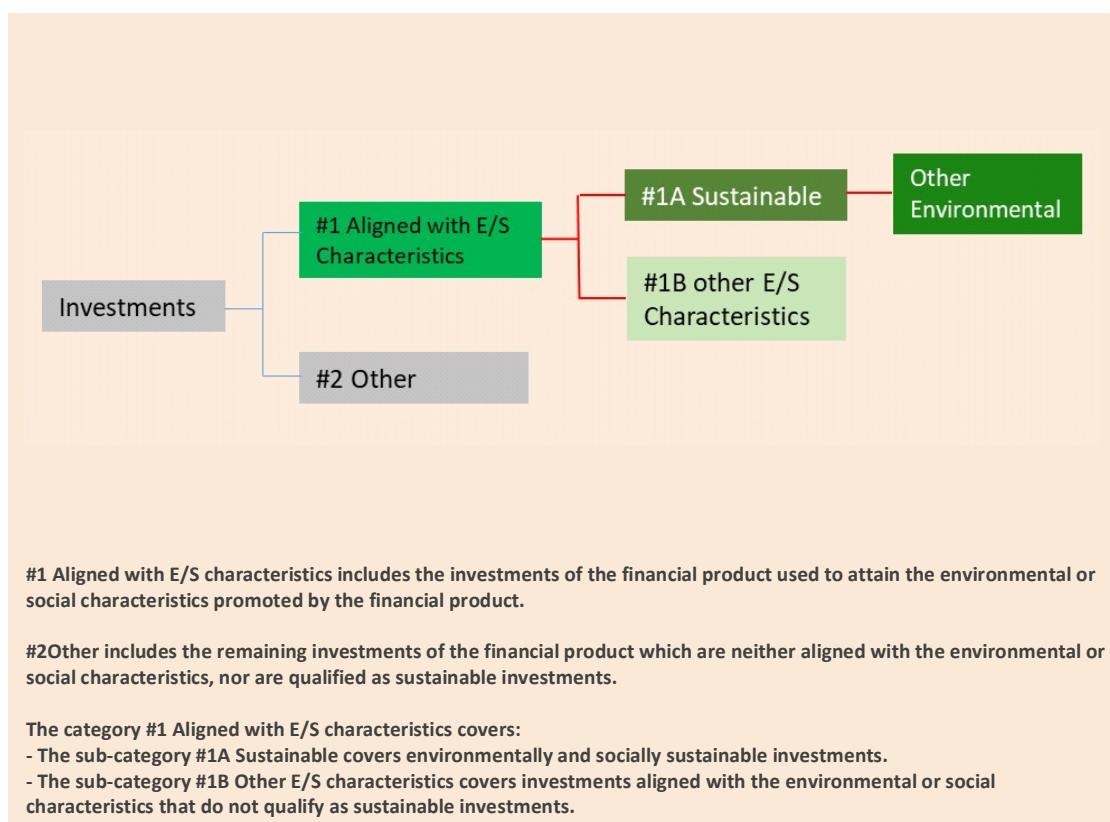 Investments
#1 Aligned with E/S
Characteristics
#2 Other
#1A Sustainable
#1B other E/S
Characteristics
Other
Environmental
#1 Aligned with E/S characteristics includes the investments of the financial product used to attain the environmental or
social characteristics promoted by the financial product.
#2Other includes the remaining investments of the financial product which are neither aligned with the environmental or
social characteristics, nor are qualified as sustainable investments.
The category #1 Aligned with E/S characteristics covers:
- The sub-category #1A Sustainable covers environmentally and socially sustainable investments.
- The sub-category #1B Other E/S characteristics covers investments aligned with the environmental or social
characteristics that do not qualify as sustainable investments.